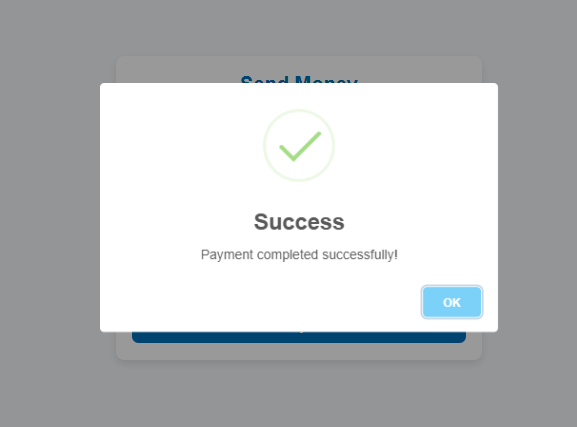 Send Money
Success
Payment completed successfully!
OK